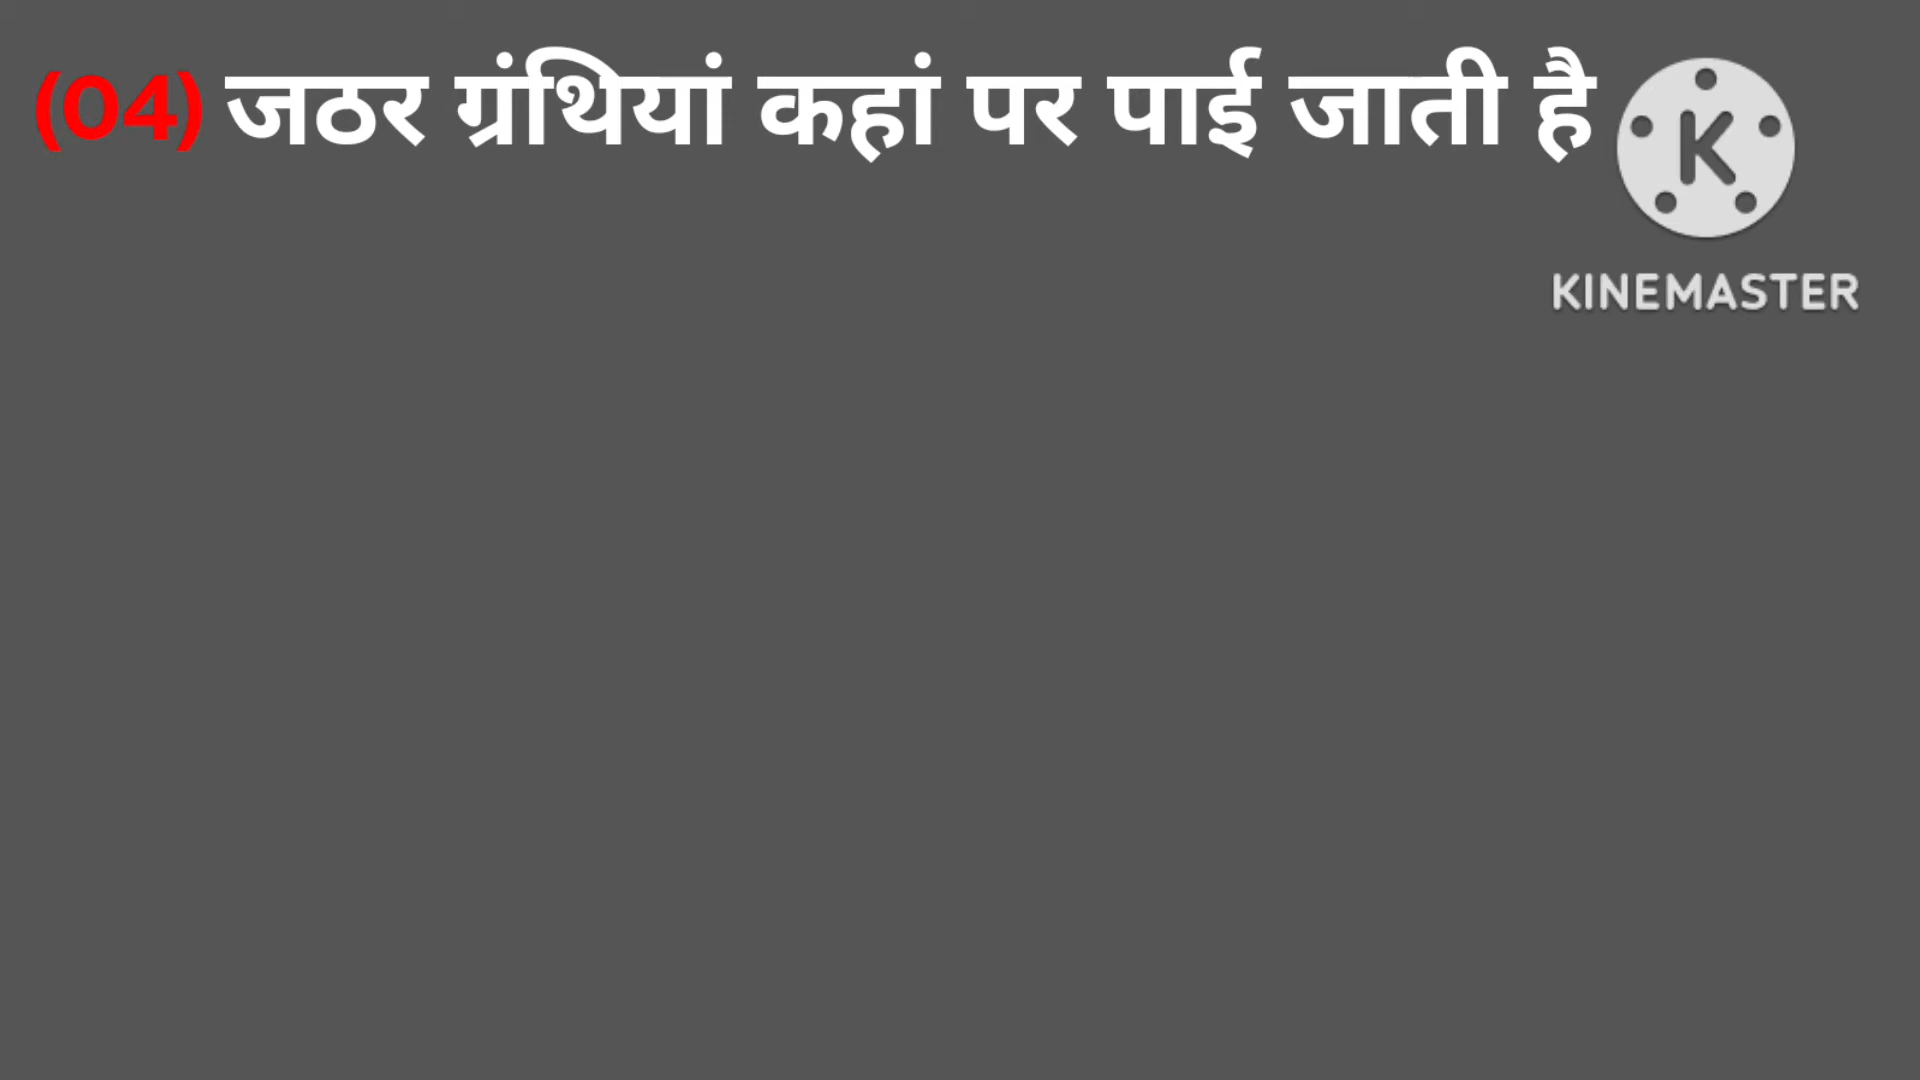 (04) जठर ग्रंथियां कहां पर पाई जाती है
K
KINEMASTER